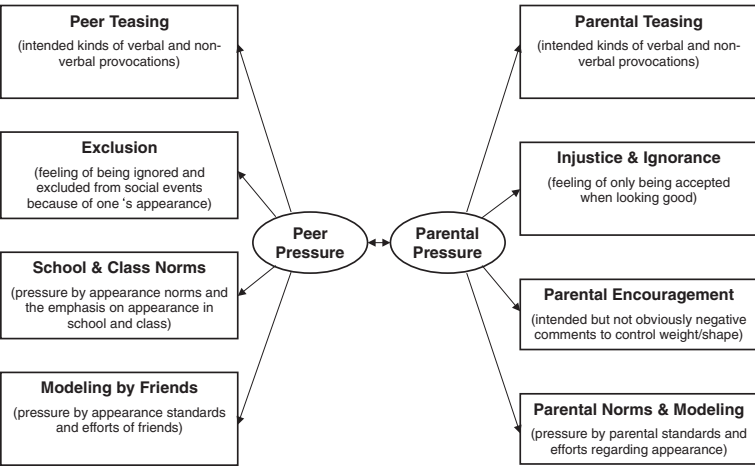 Peer Teasing
(intended kinds of verbal and non-
verbal provocations)
Exclusion
(feeling of being ignored and
excluded from social events
because of one ‘s appearance)
School & Class Norms
(pressure by appearance norms and
the emphasis on appearance in
school and class)
Modeling by Friends
(pressure by appearance standards
and efforts of friends)
Peer
Pressure
Parental
Pressure
Parental Teasing
(intended kinds of verbal and non-
verbal provocations)
Injustice & Ignorance
(feeling of only being accepted
when looking good)
Parental Encouragement
(intended but not obviously negative
comments to control weight/shape)
Parental Norms & Modeling
(pressure by parental standards and
efforts regarding appearance)